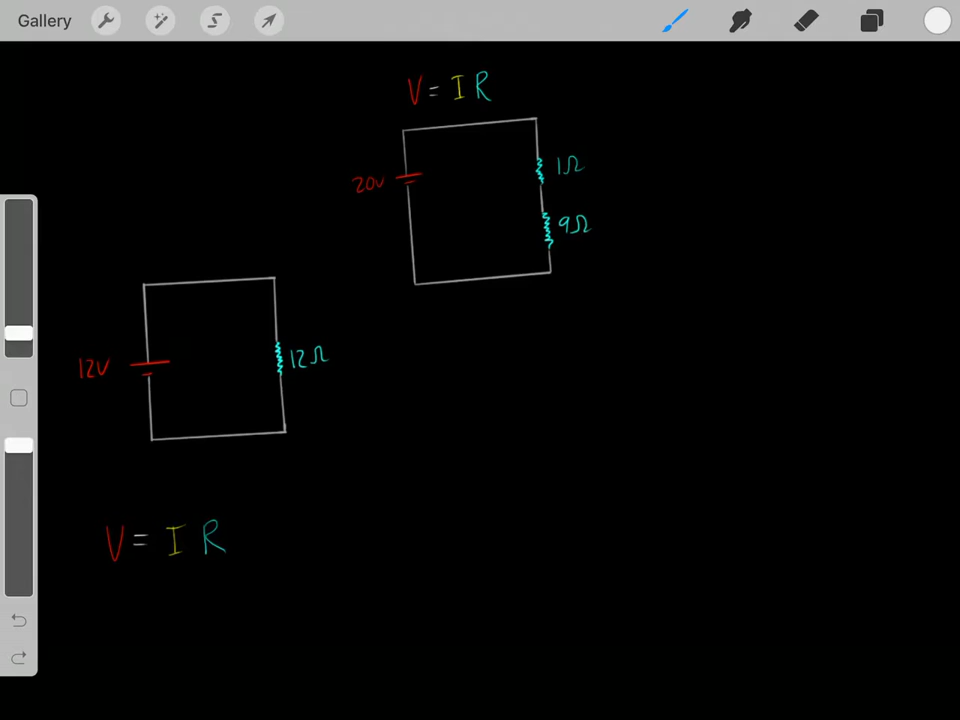 Gallery
V = I R
20V
1Ω
9Ω
12V
12Ω
V = I R